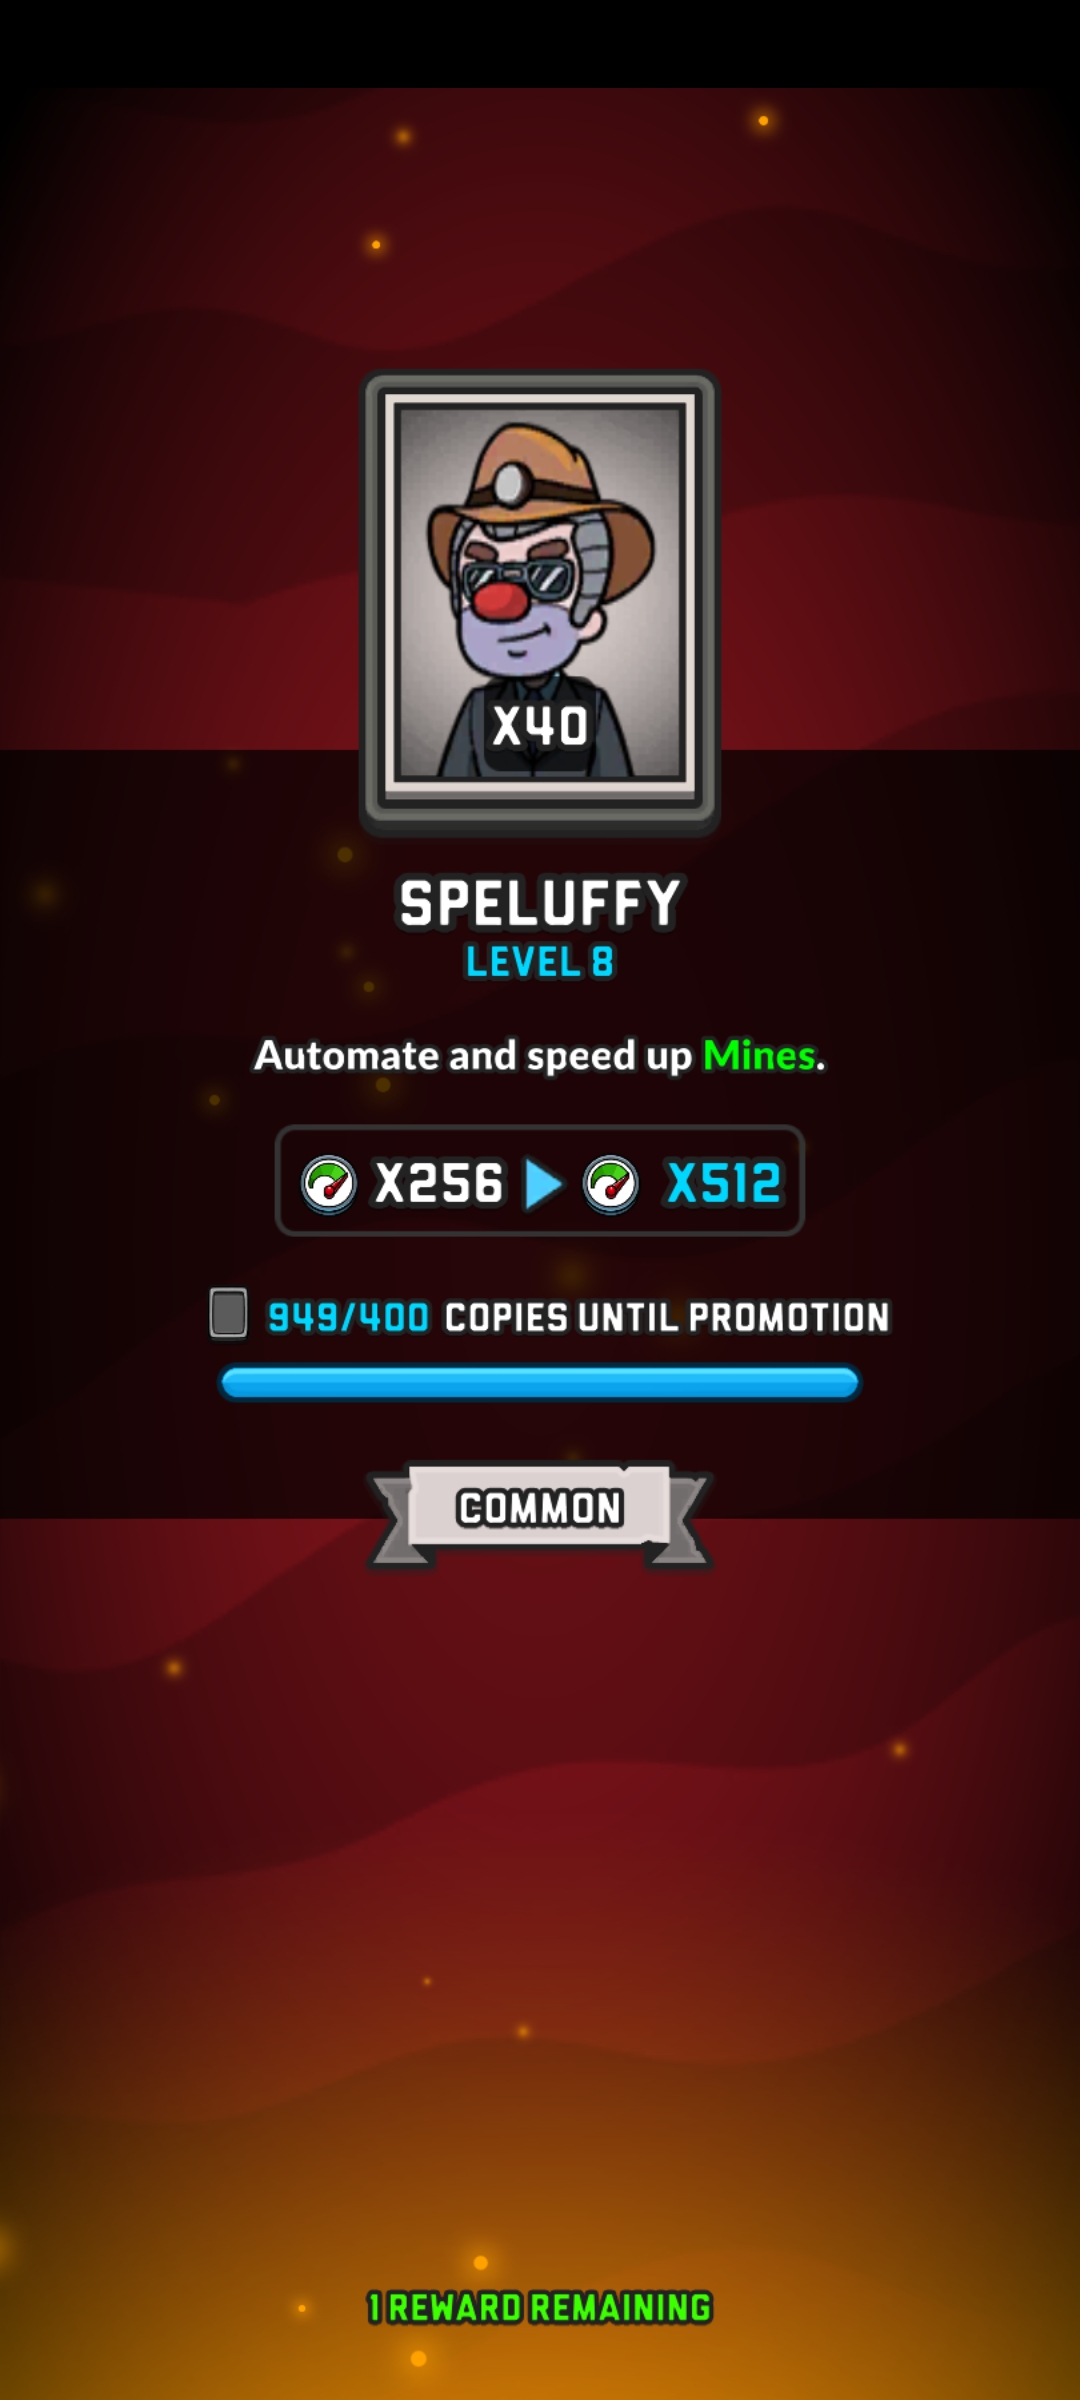 X40
SPELUFFY
LEVEL 8
Automate and speed up Mines.
X256 X512
949/400 COPIES UNTIL PROMOTION
COMMON
1 REWARD REMAINING